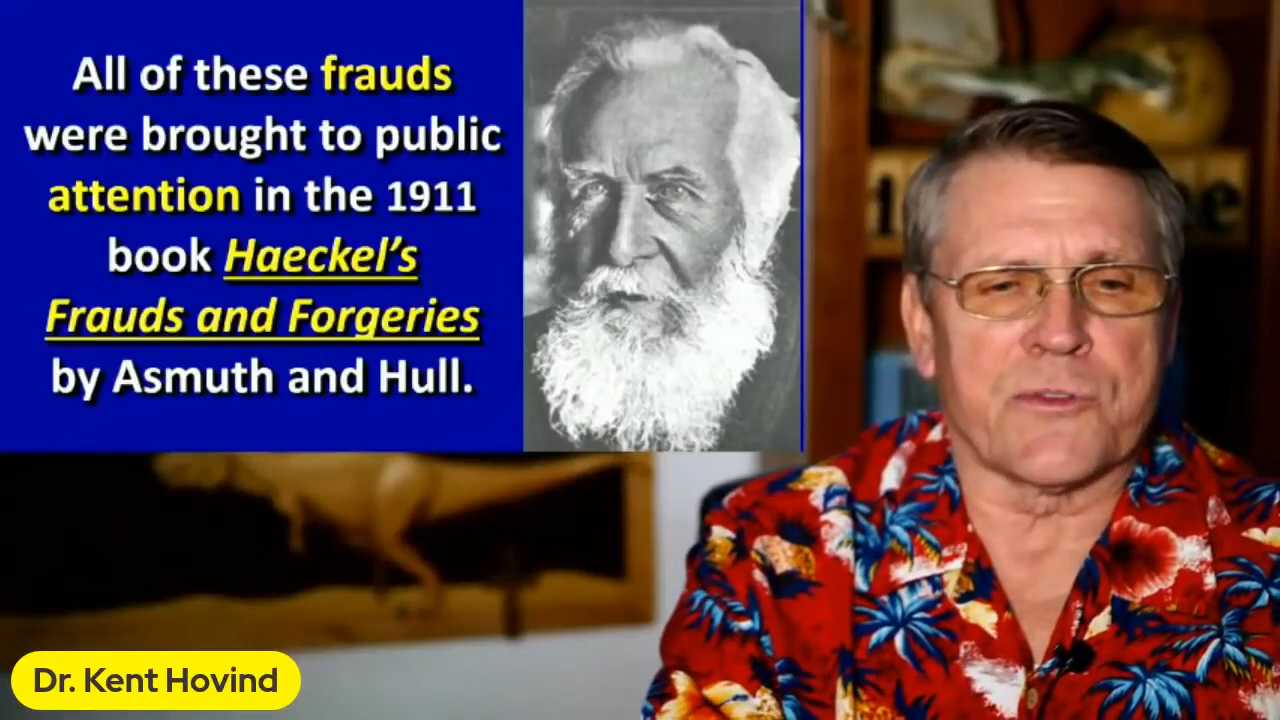 All of these frauds
were brought to public
attention in the 1911
book Haeckel's
Frauds and Forgeries
by Asmuth and Hull.
Dr. Kent Hovind